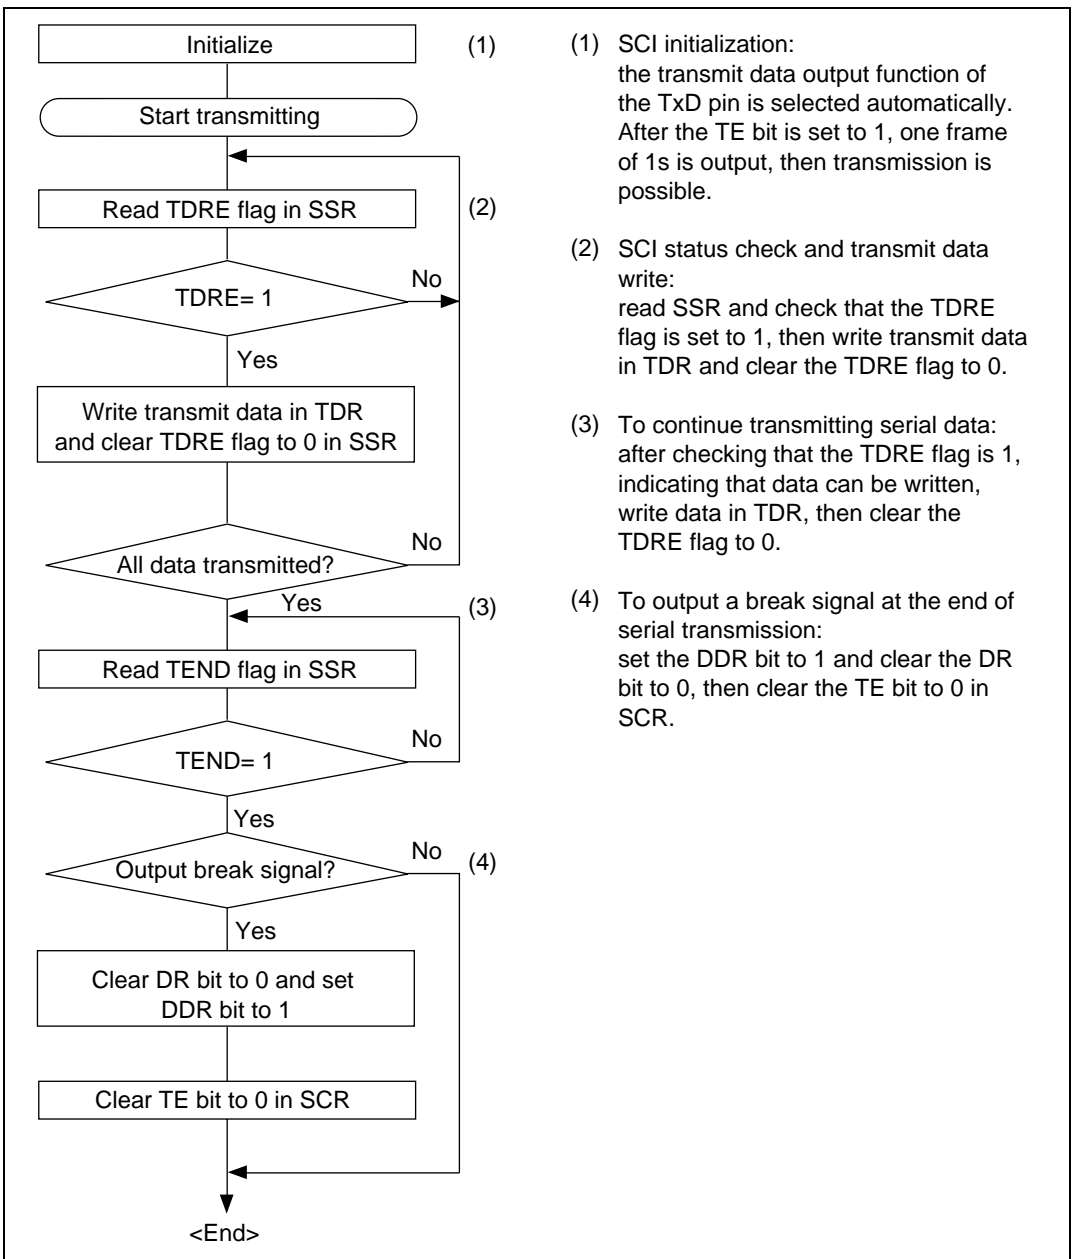 Initialize
(1)
Start transmitting
Read TDRE flag in SSR
(2)
TDRE= 1
No
Yes
Write transmit data in TDR
and clear TDRE flag to 0 in SSR
All data transmitted?
No
Yes
(3)
Read TEND flag in SSR
TEND= 1
No
Yes
Output break signal?
No
(4)
Yes
Clear DR bit to 0 and set
DDR bit to 1
Clear TE bit to 0 in SCR
<End>
(1) SCI initialization:
the transmit data output function of
the TxD pin is selected automatically.
After the TE bit is set to 1, one frame
of 1s is output, then transmission is
possible.
(2) SCI status check and transmit data
write:
read SSR and check that the TDRE
flag is set to 1, then write transmit data
in TDR and clear the TDRE flag to 0.
(3) To continue transmitting serial data:
after checking that the TDRE flag is 1,
indicating that data can be written,
write data in TDR, then clear the
TDRE flag to 0.
(4) To output a break signal at the end of
serial transmission:
set the DDR bit to 1 and clear the DR
bit to 0, then clear the TE bit to 0 in
SCR.